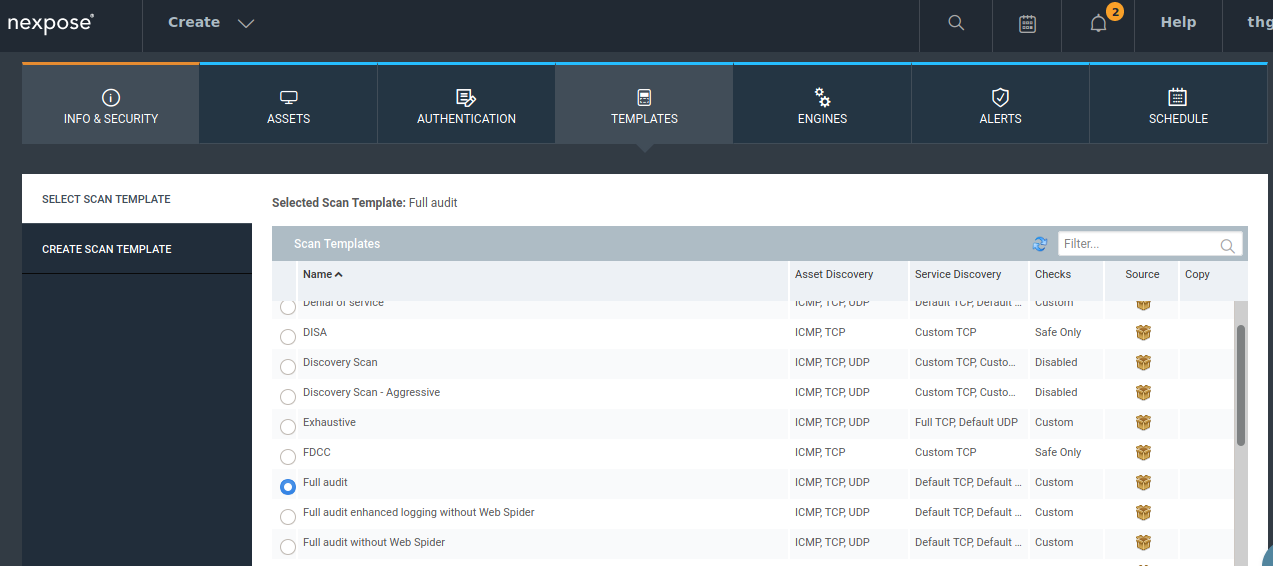 nexpose®
Create
2
Help
thg
INFO & SECURITY
ASSETS
AUTHENTICATION
TEMPLATES
ENGINES
ALERTS
SCHEDULE
SELECT SCAN TEMPLATE
CREATE SCAN TEMPLATE
Selected Scan Template: Full audit
Scan Templates
Filter...
Name Asset Discovery Service Discovery Checks Source Copy
Denial of service ICMP, TCP, UDP Default TCP, Default ... Custom
DISA ICMP, TCP Custom TCP Safe Only
Discovery Scan ICMP, TCP, UDP Custom TCP, Custo... Disabled
Discovery Scan - Aggressive ICMP, TCP, UDP Custom TCP, Custo... Disabled
Exhaustive ICMP, TCP, UDP Full TCP, Default UDP Custom
FDCC ICMP, TCP Custom TCP Safe Only
Full audit ICMP, TCP, UDP Default TCP, Default ... Custom
Full audit enhanced logging without Web Spider ICMP, TCP, UDP Default TCP, Default ... Custom
Full audit without Web Spider ICMP, TCP, UDP Default TCP, Default ... Custom